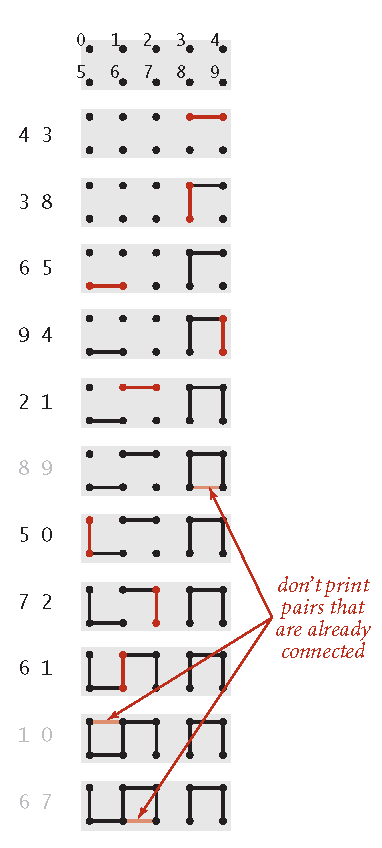 0 1 2 3 4
5 6 7 8 9
4 3
3 8
6 5
9 4
2 1
8 9
5 0
7 2
6 1
1 0
6 7
don't print
pairs that
are already
connected